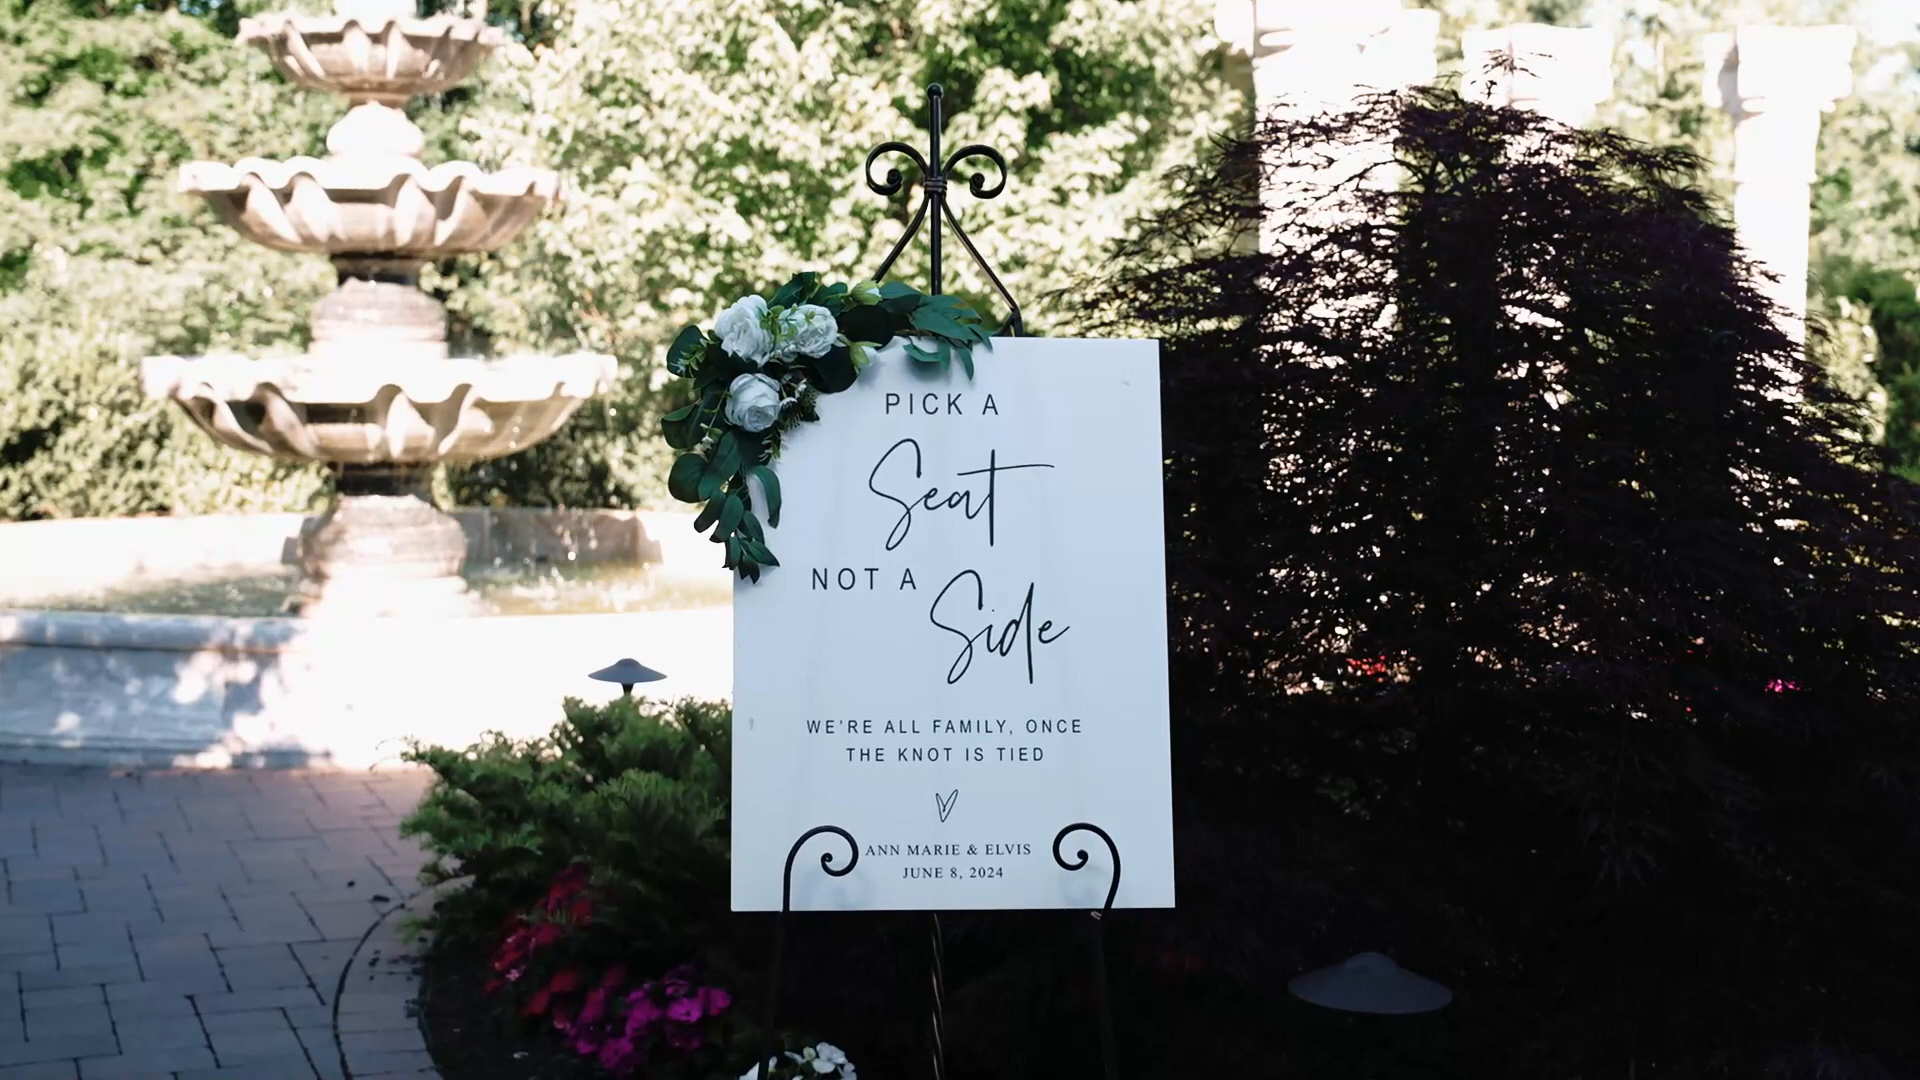 PICK A
Seat
NOT A Side
WE'RE ALL FAMILY, ONCE
THE KNOT IS TIED
ANN MARIE & ELVIS
JUNE 8, 2024